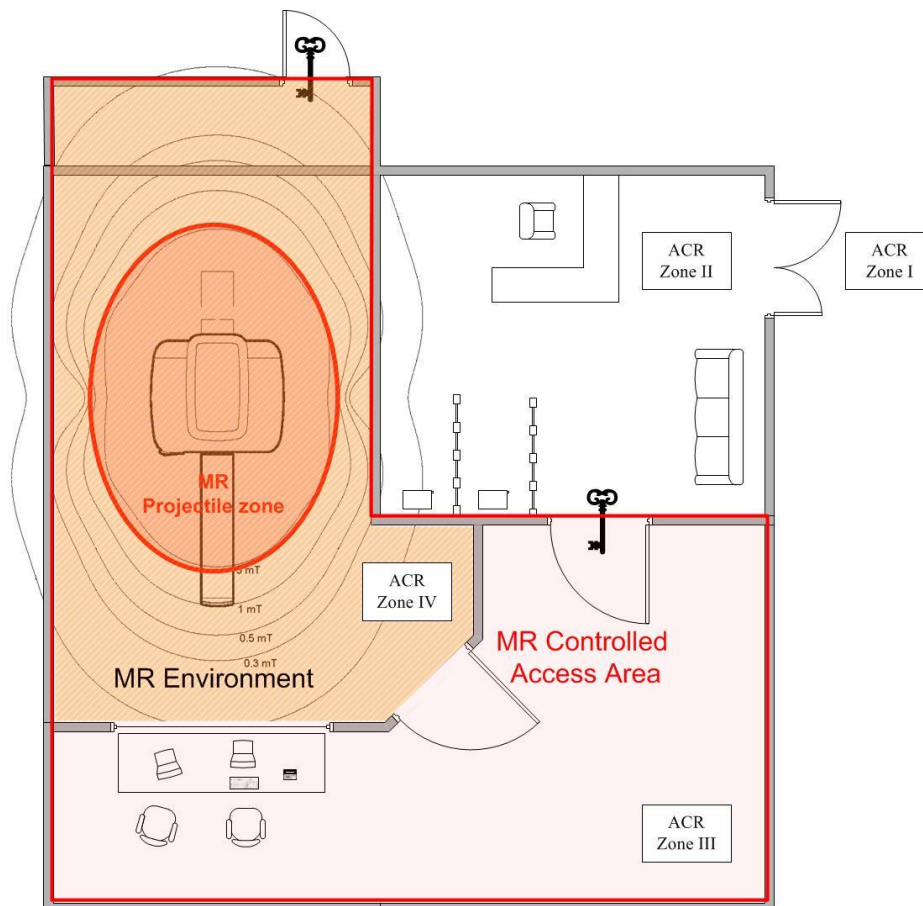 ACR
Zone II
ACR
Zone I
MR
Projectile zone
ACR
Zone IV
1 mT
0.5 mT
0.3 mT
MR Environment
MR Controlled
Access Area
ACR
Zone III